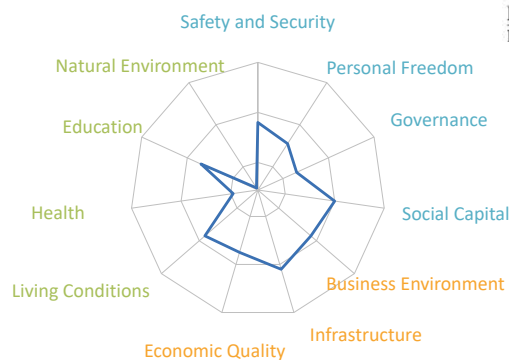 Safety and Security
Natural Environment
Personal Freedom
Education
Governance
Health
Social Capital
Living Conditions
Business Environment
Infrastructure
Economic Quality